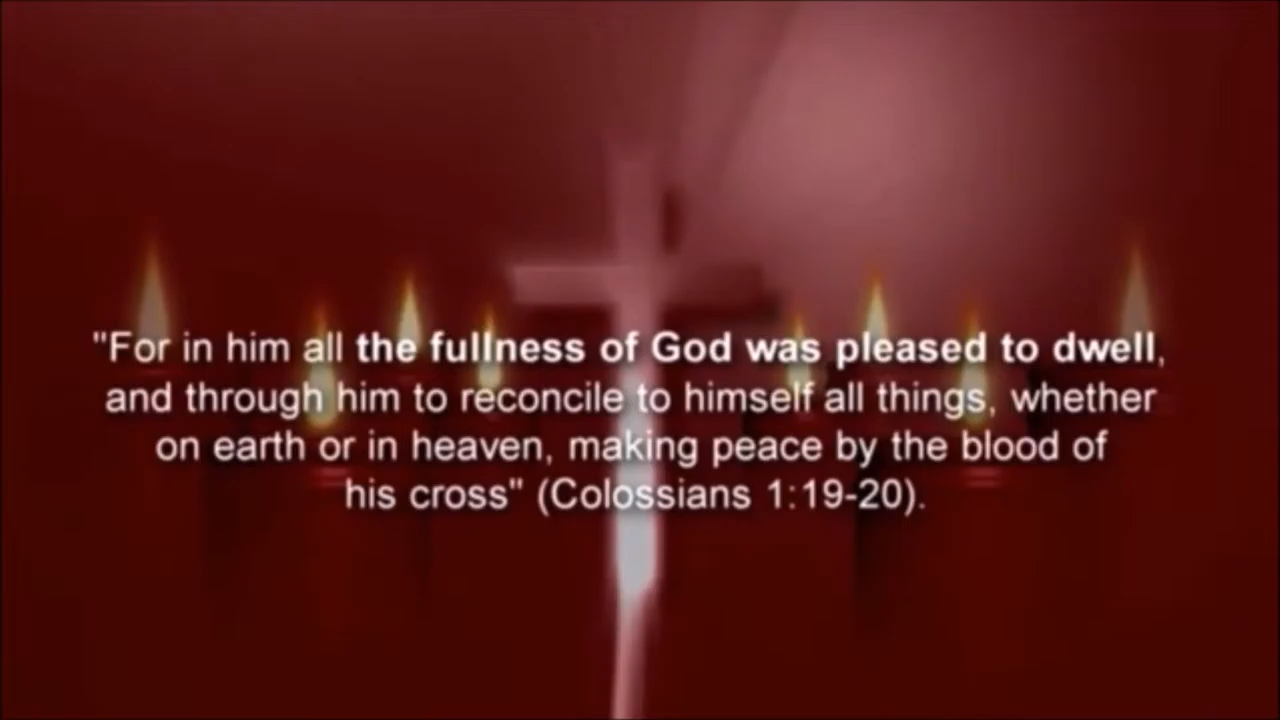 "For in him all the fullness of God was pleased to dwell,
and through him to reconcile to himself all things, whether
on earth or in heaven, making peace by the blood of
his cross" (Colossians 1:19-20).